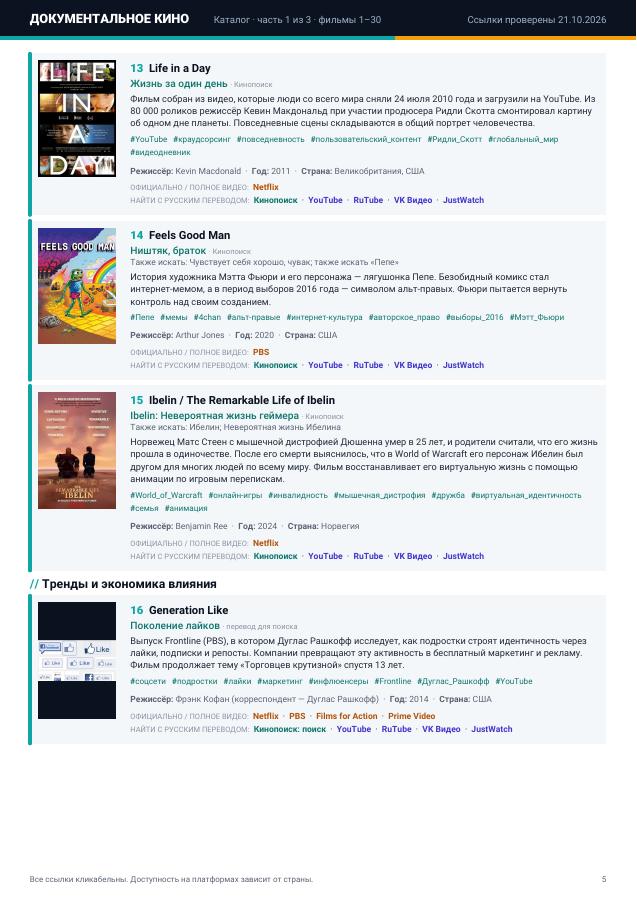 ДОКУМЕНТАЛЬНОЕ КИНО Каталог · часть 1 из 3 · фильмы 1–30 Ссылки проверены 21.10.2026
LIFE
IN
A
DAY
13 Life in a Day
Жизнь за один день · Кинопоиск
Фильм собран из видео, которые люди со всего мира сняли 24 июля 2010 года и загрузили на YouTube. Из
80 000 роликов режиссёр Кевин Макдональд при участии продюсера Ридли Скотта смонтировал картину
об одном дне планеты. Повседневные сцены складываются в общий портрет человечества.
#YouTube #краудсорсинг #повседневность #пользовательский_контент #Ридли_Скотт #глобальный_мир
#видеодневник
Режиссёр: Kevin Macdonald · Год: 2011 · Страна: Великобритания, США
ОФИЦИАЛЬНО / ПОЛНОЕ ВИДЕО: Netflix
НАЙТИ С РУССКИМ ПЕРЕВОДОМ: Кинопоиск · YouTube · RuTube · VK Видео · JustWatch
FEELS GOOD MAN
14 Feels Good Man
Ништяк, браток · Кинопоиск
Также искать: Чувствует себя хорошо, чувак; также искать «Пепе»
История художника Мэтта Фьюри и его персонажа — лягушонка Пепе. Безобидный комикс стал
интернет-мемом, а в период выборов 2016 года — символом альт-правых. Фьюри пытается вернуть
контроль над своим созданием.
#Пепе #мемы #4chan #альт-правые #интернет-культура #авторское_право #выборы_2016 #Мэтт_Фьюри
Режиссёр: Arthur Jones · Год: 2020 · Страна: США
ОФИЦИАЛЬНО / ПОЛНОЕ ВИДЕО: PBS
НАЙТИ С РУССКИМ ПЕРЕВОДОМ: Кинопоиск · YouTube · RuTube · VK Видео · JustWatch
THE REMARKABLE LIFE OF
IBELIN
15 Ibelin / The Remarkable Life of Ibelin
Ibelin: Невероятная жизнь геймера · Кинопоиск
Также искать: Ибелин; Невероятная жизнь Ибелина
Норвежец Матс Стеен с мышечной дистрофией Дюшенна умер в 25 лет, и родители считали, что его жизнь
прошла в одиночестве. После его смерти выяснилось, что в World of Warcraft его персонаж Ибелин был
другом для многих людей по всему миру. Фильм восстанавливает его виртуальную жизнь с помощью
анимации по игровым перепискам.
#World_of_Warcraft #онлайн-игры #инвалидность #мышечная_дистрофия #дружба #виртуальная_идентичность
#семья #анимация
Режиссёр: Benjamin Ree · Год: 2024 · Страна: Норвегия
ОФИЦИАЛЬНО / ПОЛНОЕ ВИДЕО: Netflix
НАЙТИ С РУССКИМ ПЕРЕВОДОМ: Кинопоиск · YouTube · RuTube · VK Видео · JustWatch
// Тренды и экономика влияния
Like
Like Like Like
16 Generation Like
Поколение лайков · перевод для поиска
Выпуск Frontline (PBS), в котором Дуглас Рашкофф исследует, как подростки строят идентичность через
лайки, подписки и репосты. Компании превращают эту активность в бесплатный маркетинг и рекламу.
Фильм продолжает тему «Торговцев крутизной» спустя 13 лет.
#соцсети #подростки #лайки #маркетинг #инфлюенсеры #Frontline #Дуглас_Рашкофф #YouTube
Режиссёр: Фрэнк Кофан (корреспондент — Дуглас Рашкофф) · Год: 2014 · Страна: США
ОФИЦИАЛЬНО / ПОЛНОЕ ВИДЕО: Netflix · PBS · Films for Action · Prime Video
НАЙТИ С РУССКИМ ПЕРЕВОДОМ: Кинопоиск: поиск · YouTube · RuTube · VK Видео · JustWatch
Все ссылки кликабельны. Доступность на платформах зависит от страны. 5